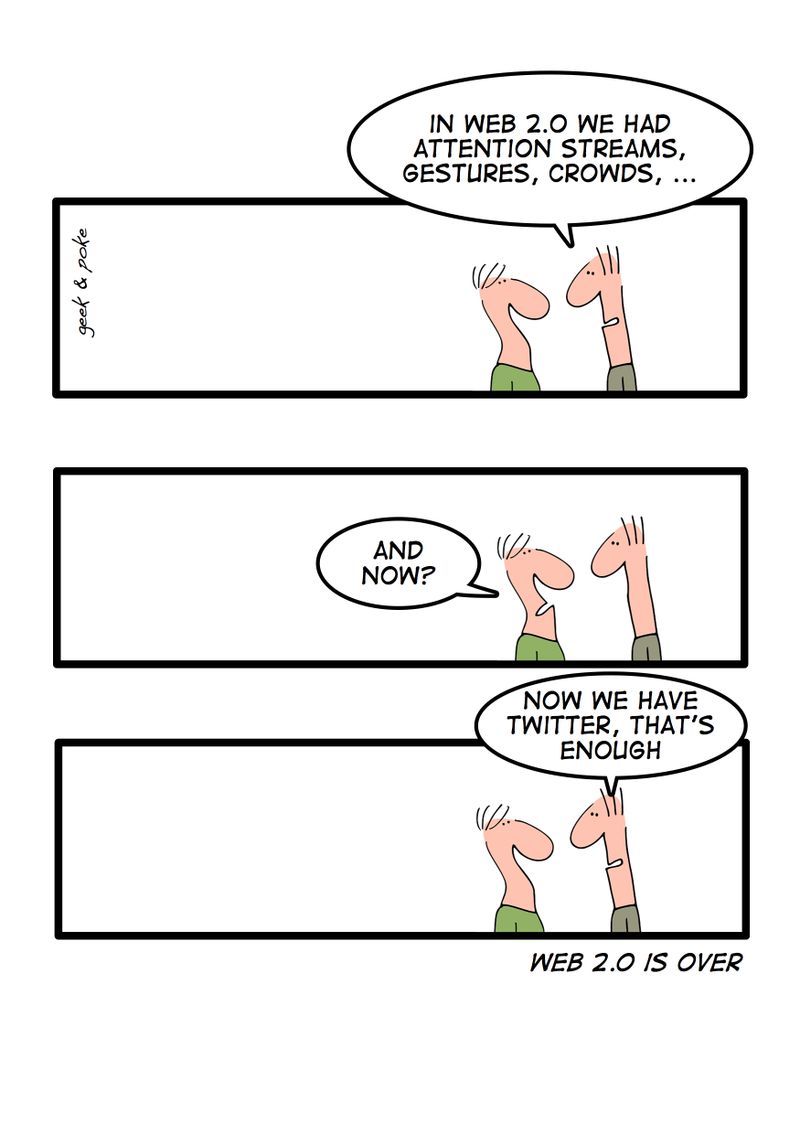 IN WEB 2.0 WE HAD
ATTENTION STREAMS,
GESTURES, CROWDS, ...
geek & poke
AND
NOW?
NOW WE HAVE
TWITTER, THAT'S
ENOUGH
WEB 2.0 IS OVER